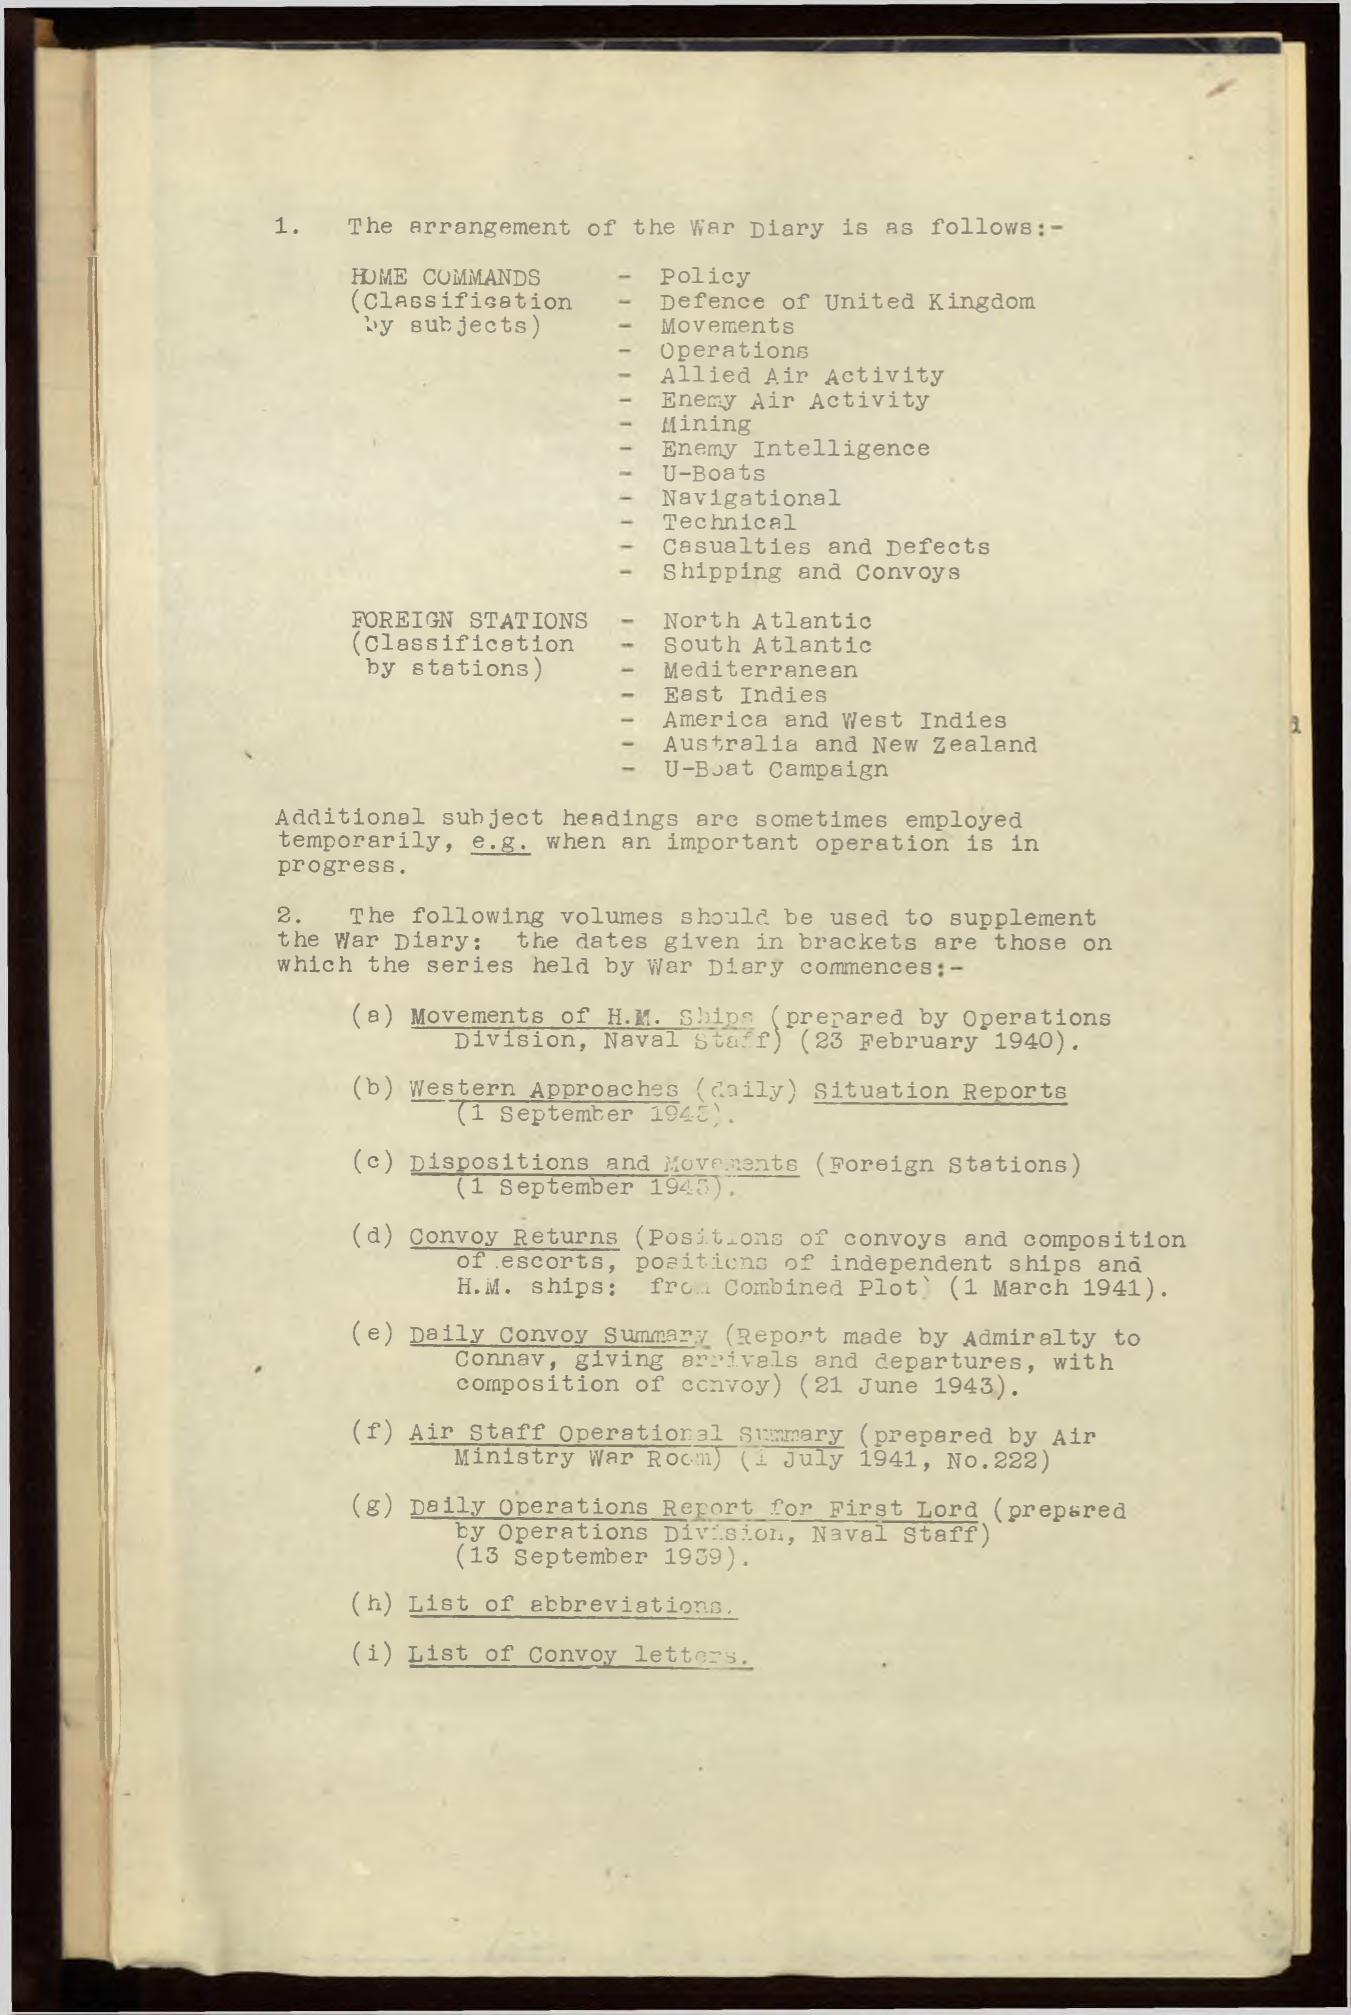 1. The arrangement of the War Diary is as follows:-
HOME COMMANDS - Policy
(Classification - Defence of United Kingdom
by subjects) - Movements
- Operations
- Allied Air Activity
- Enemy Air Activity
- Mining
- Enemy Intelligence
- U-Boats
- Navigational
- Technical
- Casualties and Defects
- Shipping and Convoys
FOREIGN STATIONS - North Atlantic
(Classification - South Atlantic
by stations) - Mediterranean
- East Indies
- America and West Indies
- Australia and New Zealand
- U-Boat Campaign
Additional subject headings are sometimes employed
temporarily, e.g. when an important operation is in
progress.
2. The following volumes should be used to supplement
the War Diary: the dates given in brackets are those on
which the series held by War Diary commences:-
(a) Movements of H.M. Ships (prepared by Operations
Division, Naval Staff) (23 February 1940).
(b) Western Approaches (daily) Situation Reports
(1 September
(c) Dispositions and Movements (Foreign Stations)
(1 September
(d) Convoy Returns (Positions of convoys and composition
of escorts, positions of independent ships and
H.M. ships: from Combined Plot) (1 March 1941).
(e) Daily Convoy Summary (Report made by Admiralty to
Connav, giving arrivals and departures, with
composition of convoy) (21 June 1943).
(f) Air Staff Operational Summary (prepared by Air
Ministry War Room) (1 July 1941, No.222)
(g) Daily Operations Report for First Lord (prepared
by Operations Division, Naval Staff)
(13 September 1939).
(h) List of abbreviations.
(i) List of Convoy letters.